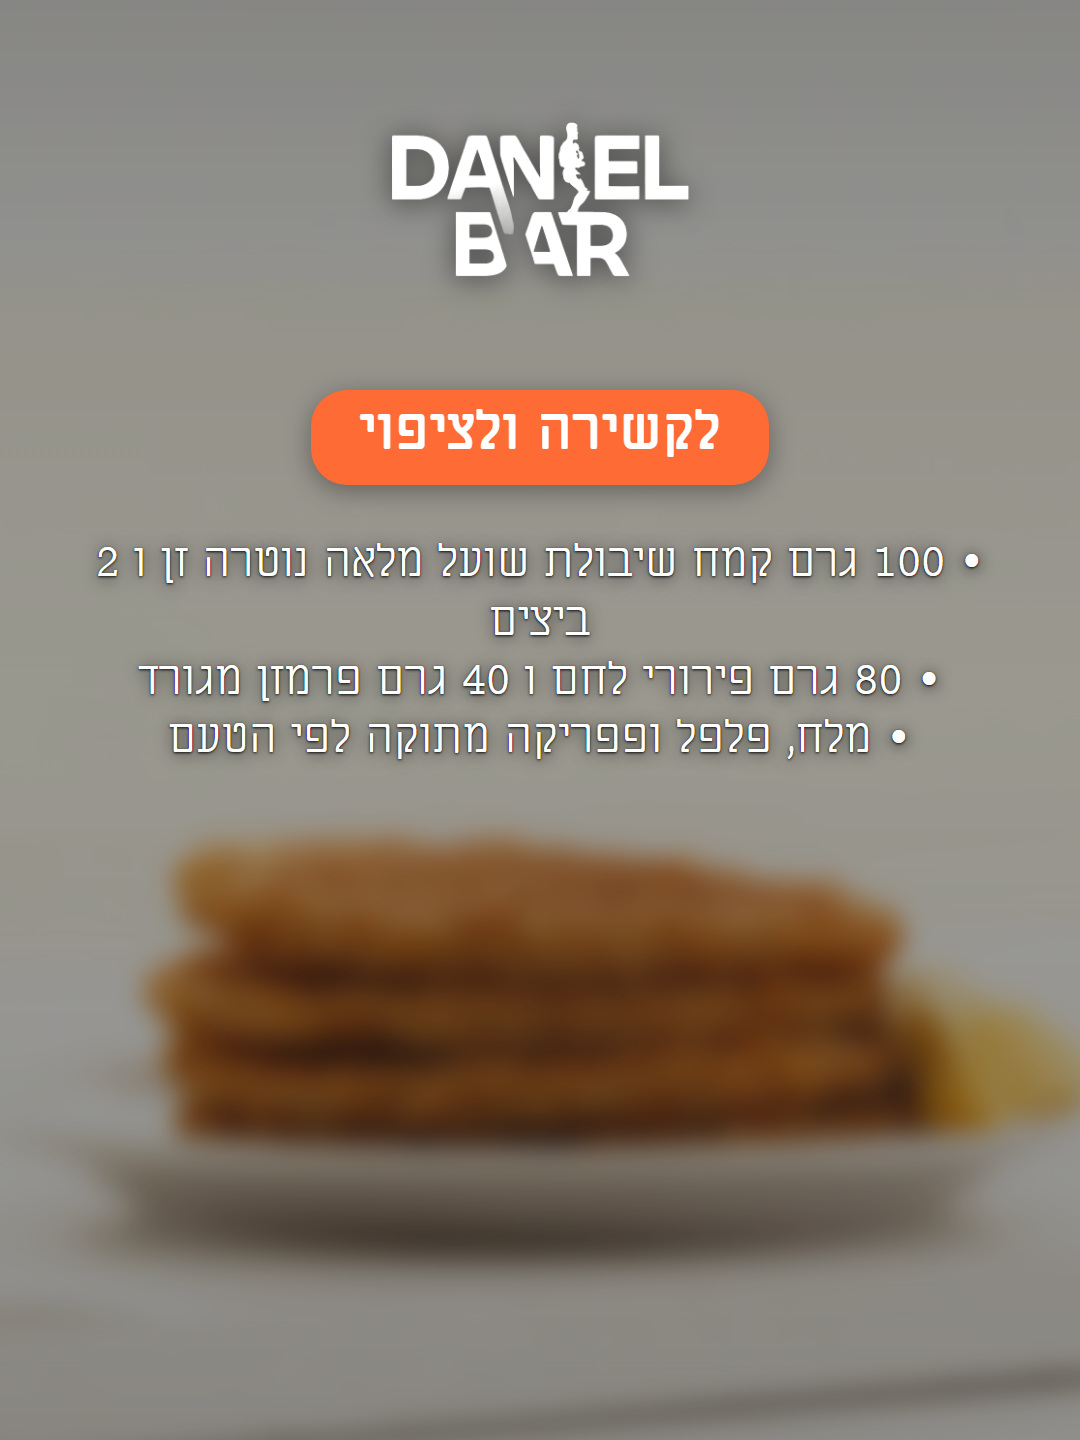 DANIEL
BAR
לקשירה ולציפוי
• 100 גרם קמח שיבולת שועל מלאה נוטרה זן ו 2
ביצים
• 80 גרם פירורי לחם ו 40 גרם פרמזן מגורד
• מלח, פלפל ופפריקה מתוקה לפי הטעם